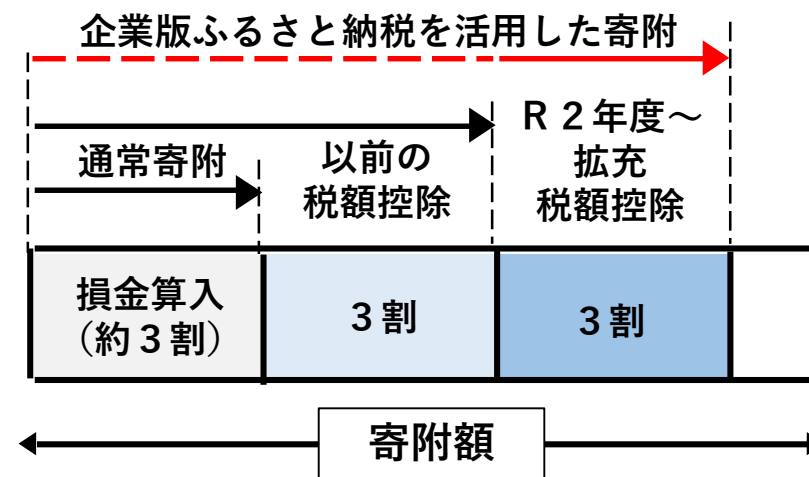 企業版ふるさと納税を活用した寄附
通常寄附
以前の
税額控除
Ｒ２年度～
拡充
税額控除
損金算入
（約３割）
３割
３割
寄附額